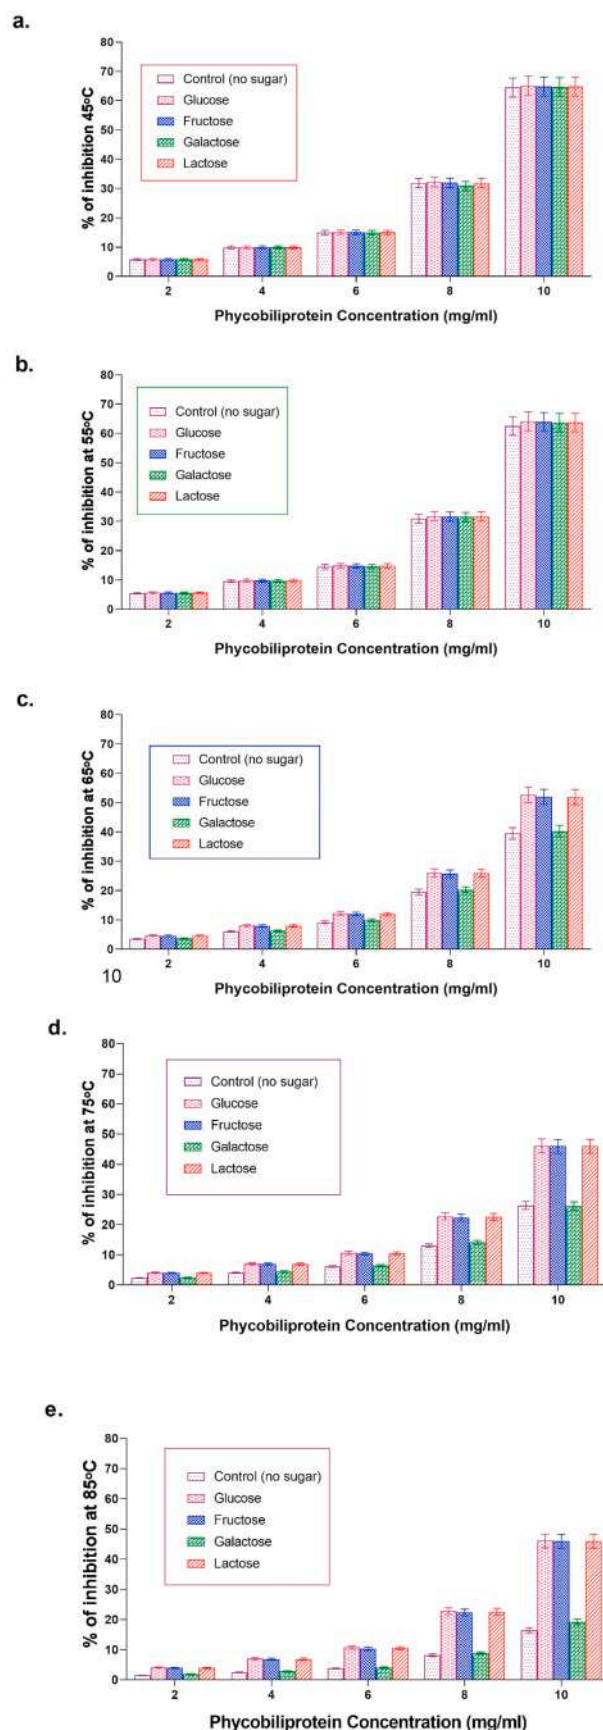 a.
% of inhibition 45oC
80
70
60
50
40
30
20
10
0
Control (no sugar)
Glucose
Fructose
Galactose
Lactose
2 4 6 8 10
Phycobiliprotein Concentration (mg/ml)
b.
% of inhibition at 55oC
80
70
60
50
40
30
20
10
0
Control (no sugar)
Glucose
Fructose
Galactose
Lactose
2 4 6 8 10
Phycobiliprotein Concentration (mg/ml)
c.
% of inhibition at 65oC
80
70
60
50
40
30
20
10
0
Control (no sugar)
Glucose
Fructose
Galactose
Lactose
2 4 6 8 10
10
Phycobiliprotein Concentration (mg/ml)
d.
% of inhibition at 75oC
80
70
60
50
40
30
20
10
0
Control (no sugar)
Glucose
Fructose
Galactose
Lactose
2 4 6 8 10
Phycobiliprotein Concentration (mg/ml)
e.
% of inhibition at 85oC
80
70
60
50
40
30
20
10
0
Control (no sugar)
Glucose
Fructose
Galactose
Lactose
2 4 6 8 10
Phycobiliprotein Concentration (mg/ml)